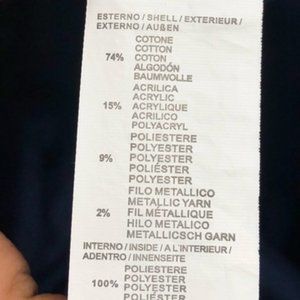 ESTERNO / SHELL / EXTERIEUR /
EXTERNO / AUẞEN
COTONE
COTTON
74% COTON
ALGODÓN
BAUMWOLLE
ACRILICA
ACRYLIC
15% ACRYLIQUE
ACRILICO
POLYACRYL
POLIESTERE
POLYESTER
9% POLYESTER
POLIÉSTER
POLYESTER
FILO METALLICO
METALLIC YARN
2% FIL MÉTALLIQUE
HILO METALICO
METALLICSCH GARN
INTERNO / INSIDE / A L'INTERIEUR /
ADENTRO / INNENSEITE
POLIESTERE
100% POLYESTER
POLYESTER
POLIÉSTER